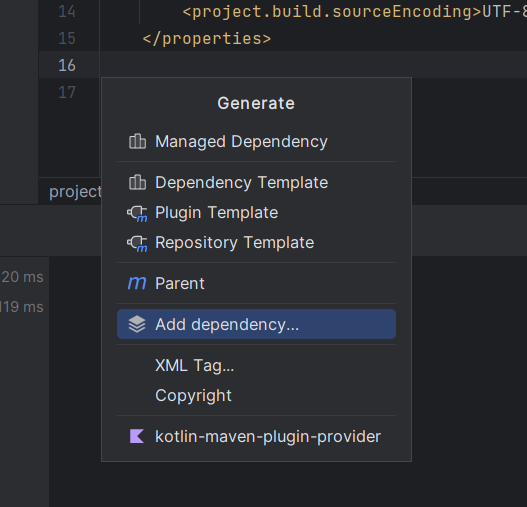 14 <project.build.sourceEncoding>UTF-8
15 </properties>
16
17
Generate
Managed Dependency
Dependency Template
Plugin Template
Repository Template
Parent
Add dependency...
XML Tag...
Copyright
kotlin-maven-plugin-provider
project
20 ms
119 ms